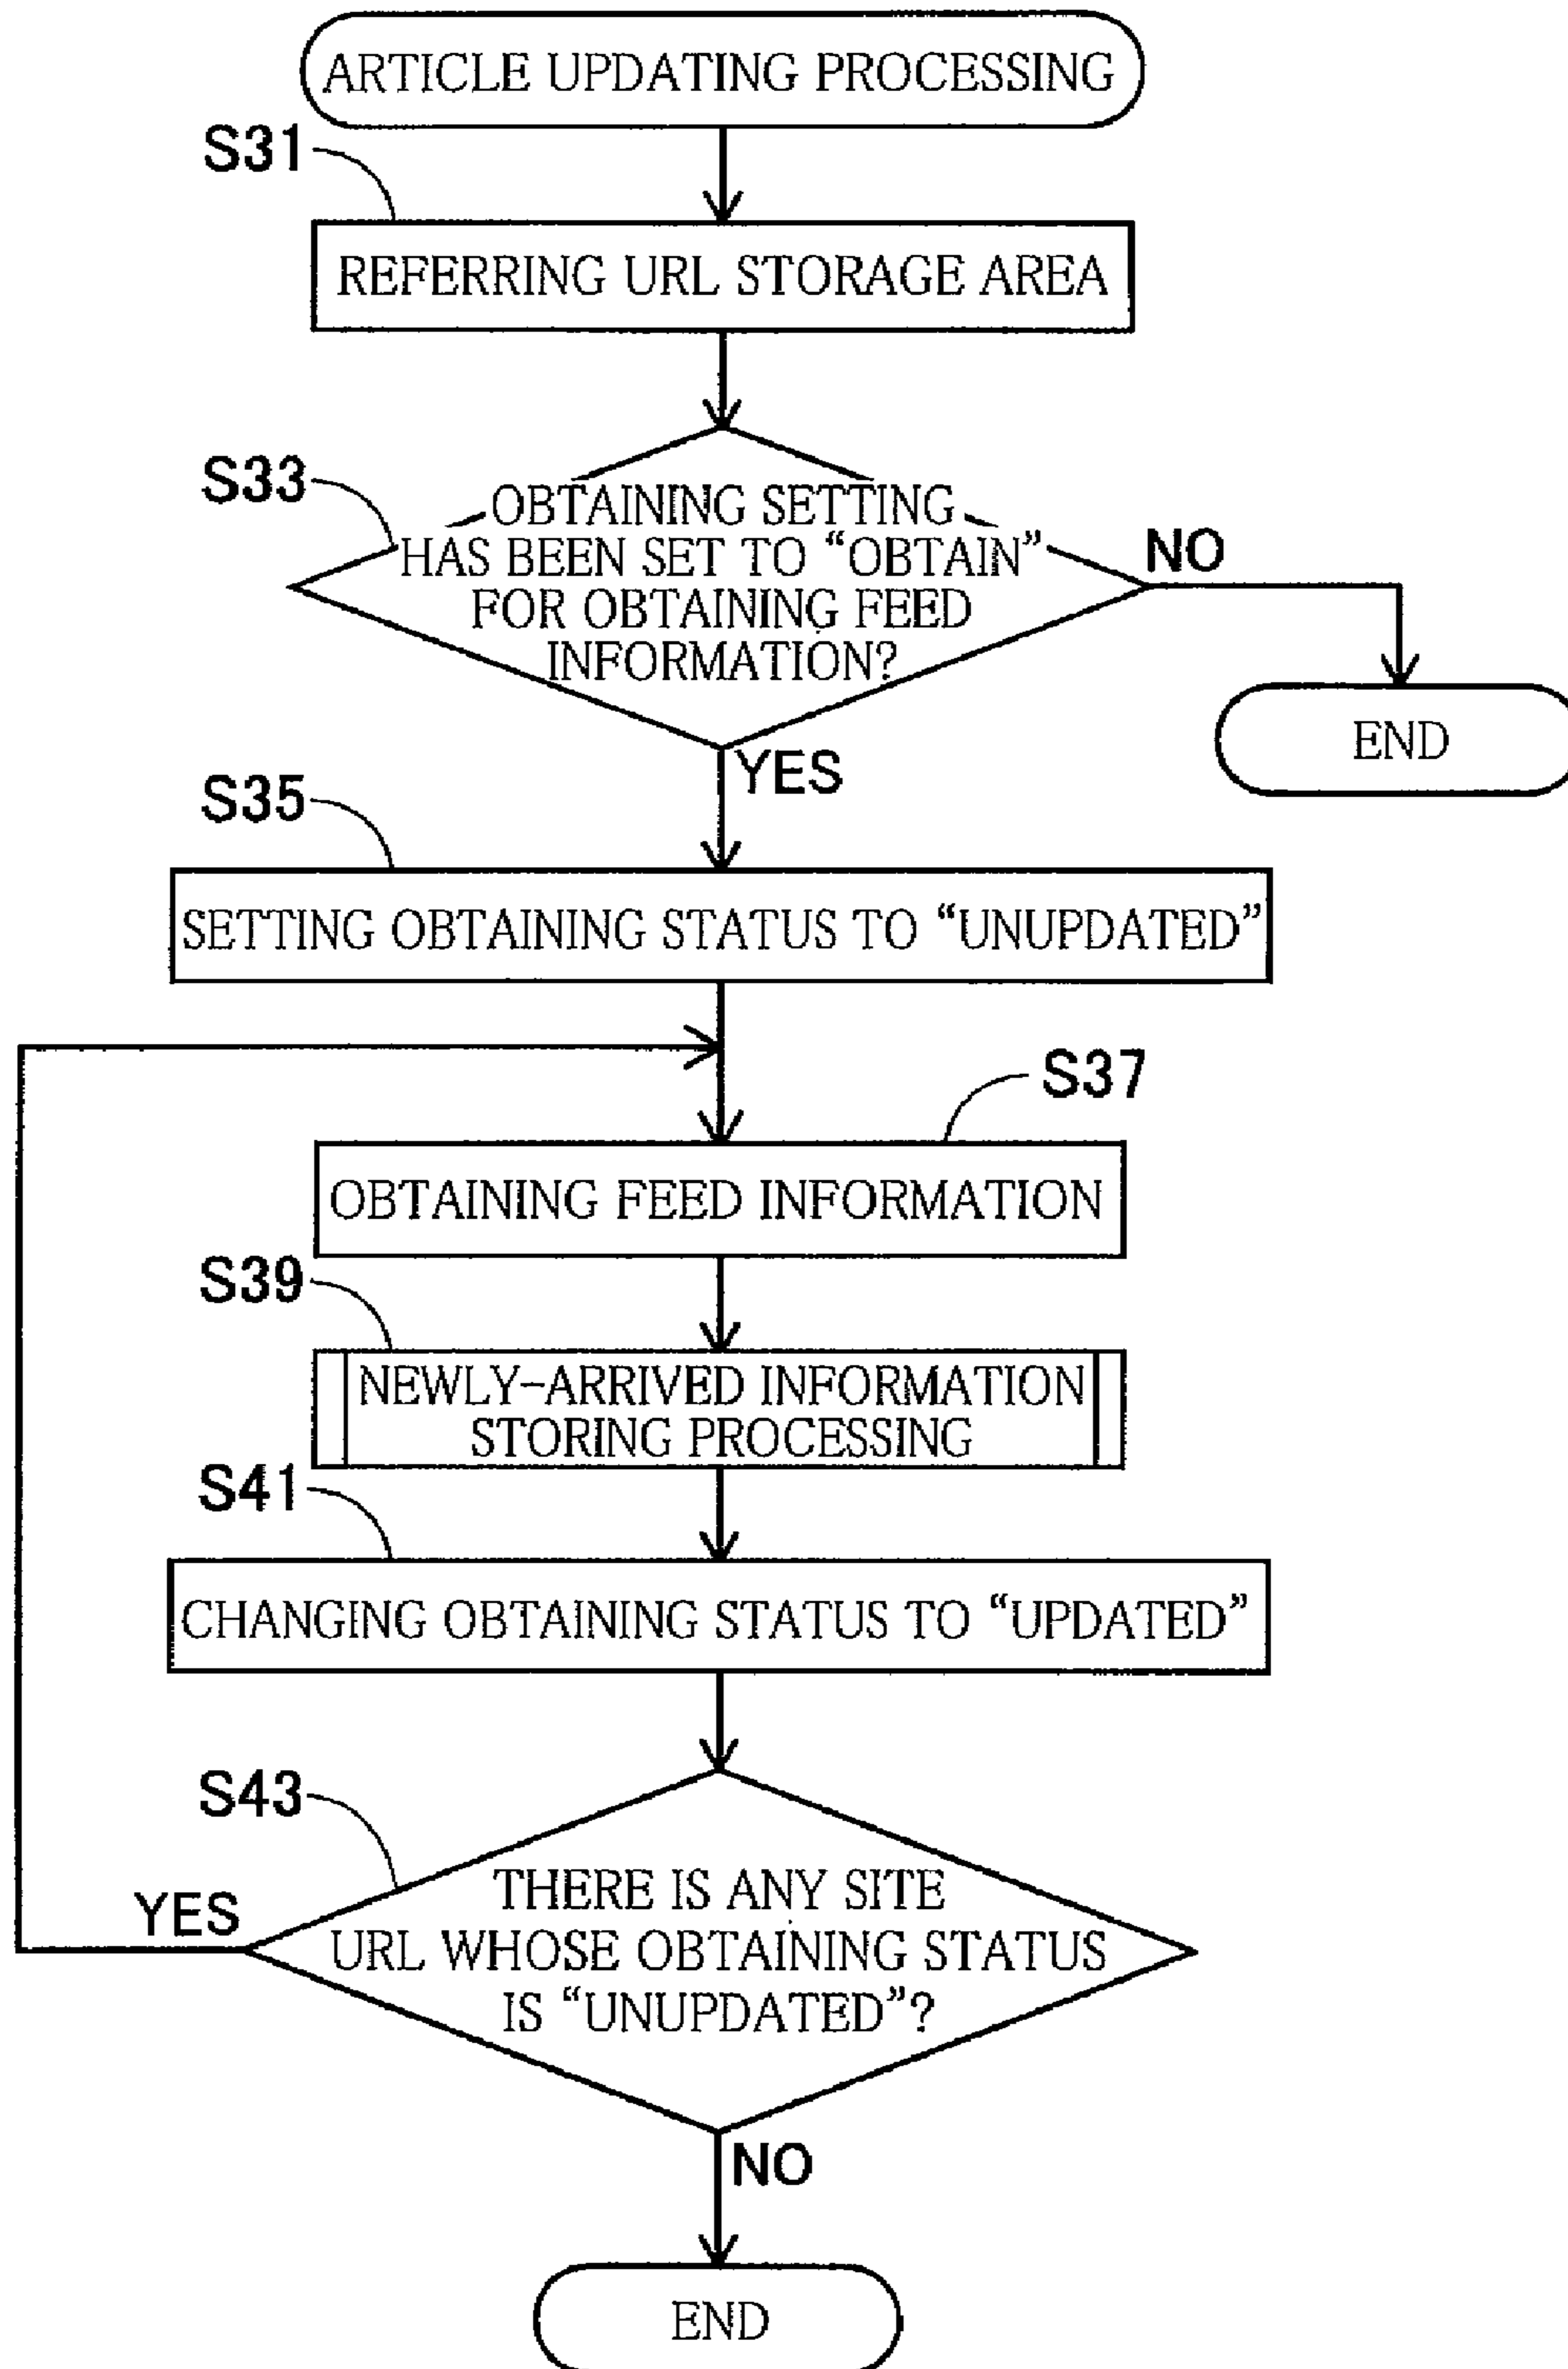 ARTICLE UPDATING PROCESSING
S31
REFERRING URL STORAGE AREA
S33
OBTAINING SETTING
HAS BEEN SET TO “OBTAIN”
FOR OBTAINING FEED
INFORMATION?
NO
END
YES
S35
SETTING OBTAINING STATUS TO “UNUPDATED”
S37
OBTAINING FEED INFORMATION
S39
NEWLY-ARRIVED INFORMATION
STORING PROCESSING
S41
CHANGING OBTAINING STATUS TO “UPDATED”
S43
THERE IS ANY SITE
URL WHOSE OBTAINING STATUS
IS “UNUPDATED”?
YES
NO
END